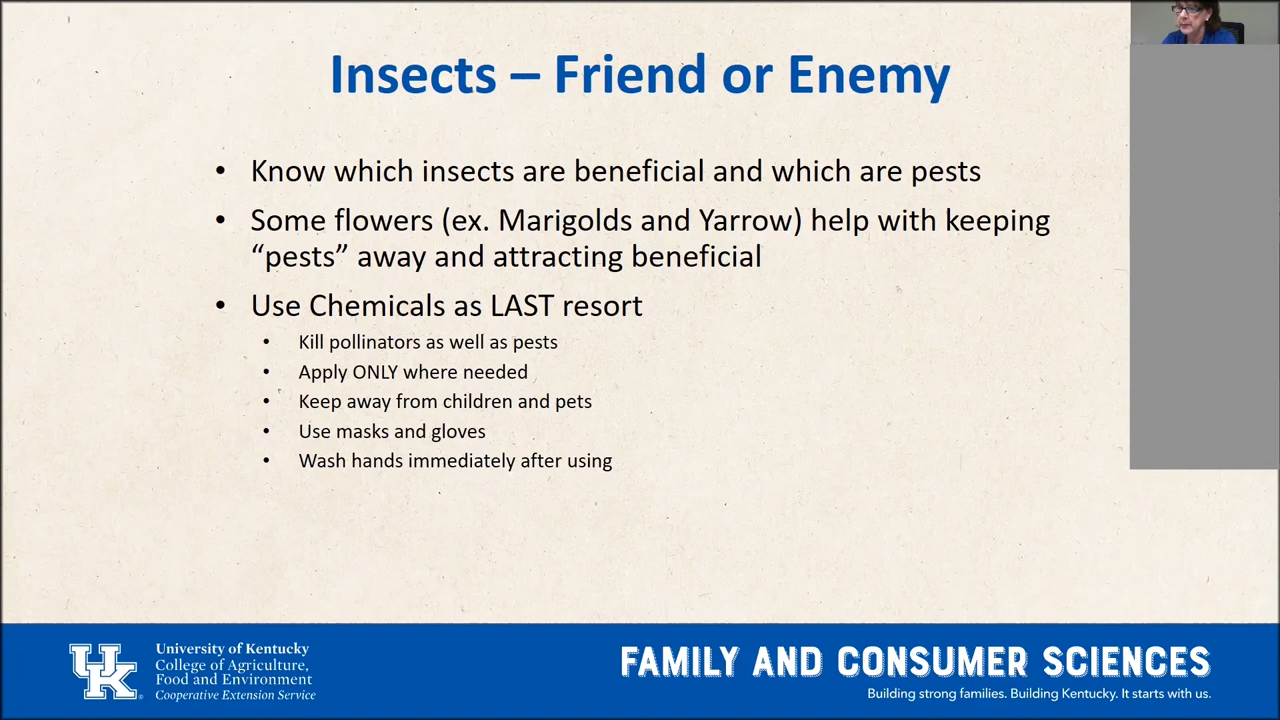 Insects – Friend or Enemy
• Know which insects are beneficial and which are pests
• Some flowers (ex. Marigolds and Yarrow) help with keeping
“pests” away and attracting beneficial
• Use Chemicals as LAST resort
• Kill pollinators as well as pests
• Apply ONLY where needed
• Keep away from children and pets
• Use masks and gloves
• Wash hands immediately after using
UK
University of Kentucky
College of Agriculture,
Food and Environment
Cooperative Extension Service
FAMILY AND CONSUMER SCIENCES
Building strong families. Building Kentucky. It starts with us.